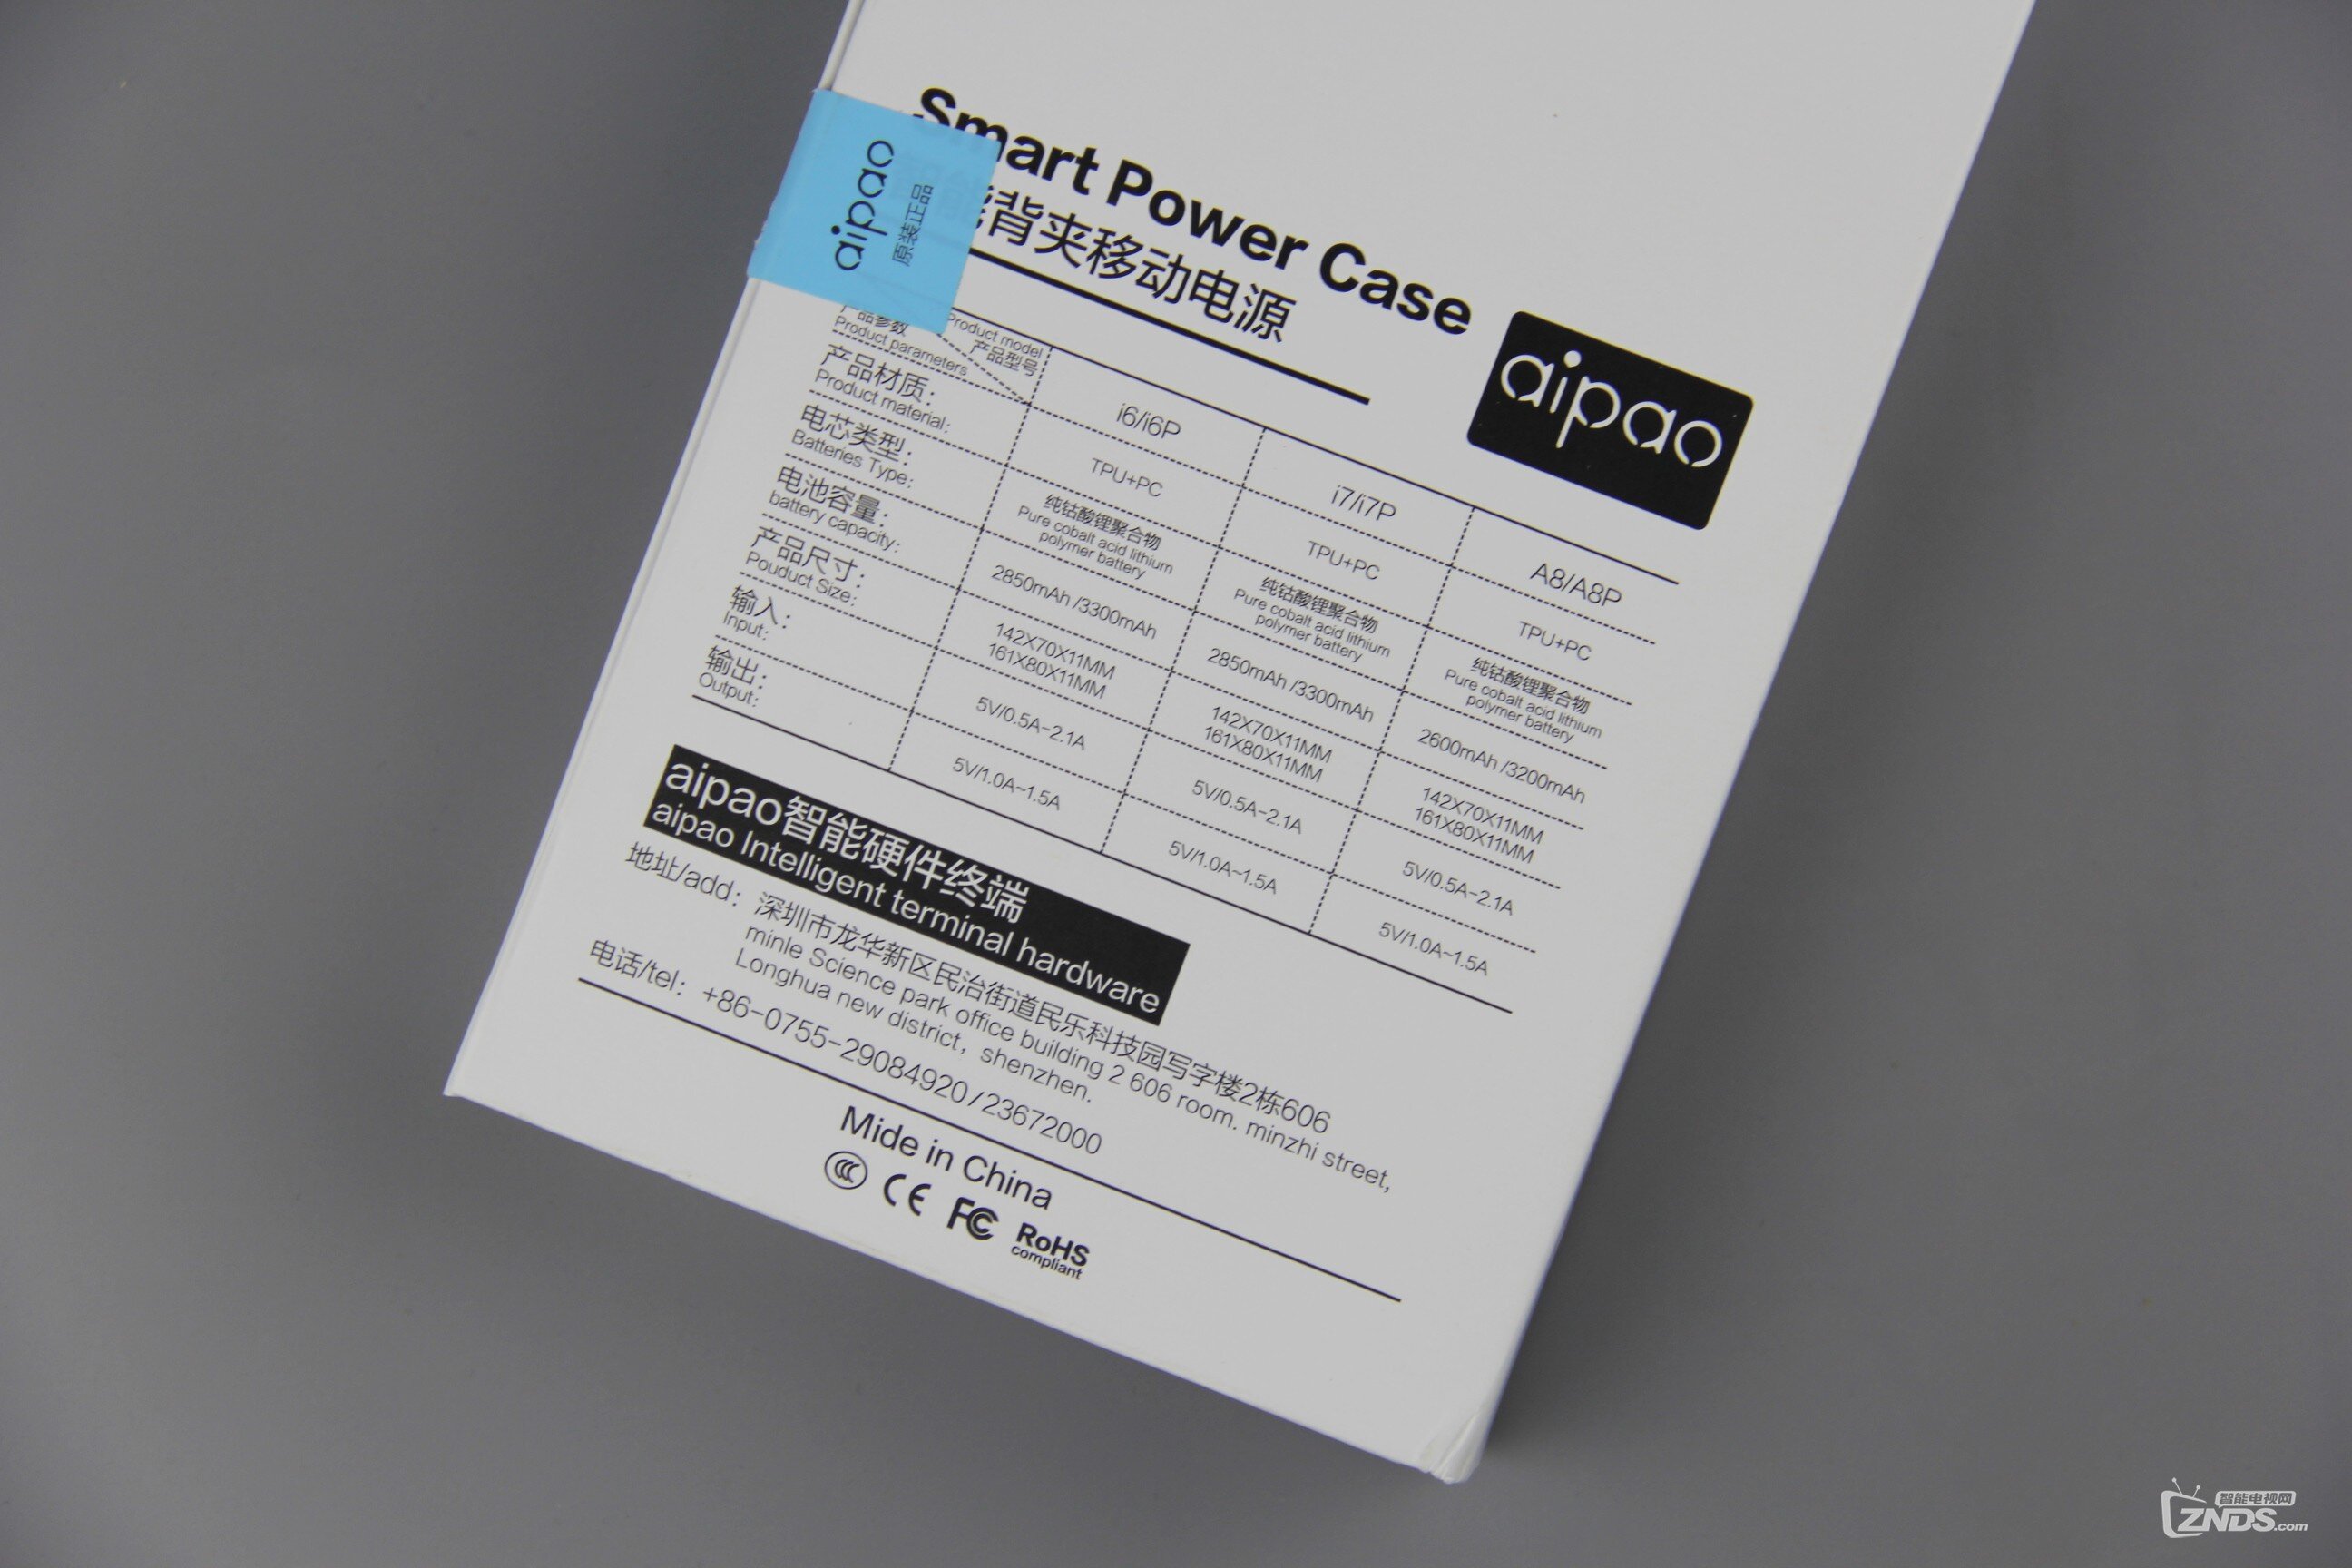 Smart Power Case
能背夹移动电源
aipao
原装正品
aipao
Product model
产品型号
产品参数
Product parameters
i6/i6P
i7/i7P
A8/A8P
产品材质:
Product material:
TPU+PC
TPU+PC
TPU+PC
电芯类型:
Batteries Type:
纯钴酸锂聚合物
Pure cobalt acid lithium
polymer battery
纯钴酸锂聚合物
Pure cobalt acid lithium
polymer battery
纯钴酸锂聚合物
Pure cobalt acid lithium
polymer battery
电池容量:
battery capacity:
2850mAh /3300mAh
2850mAh /3300mAh
2600mAh /3200mAh
产品尺寸:
Pouduct Size:
142X70X11MM
161X80X11MM
142X70X11MM
161X80X11MM
142X70X11MM
161X80X11MM
输入:
Input:
5V/0.5A~2.1A
5V/0.5A~2.1A
5V/0.5A~2.1A
输出:
Output:
5V/1.0A~1.5A
5V/1.0A~1.5A
5V/1.0A~1.5A
aipao智能硬件终端
aipao Intelligent terminal hardware
地址/add: 深圳市龙华新区民治街道民乐科技园写字楼2栋606
minle Science park office building 2 606 room. minzhi street,
Longhua new district, shenzhen.
电话/tel: +86-0755-29084920/23672000
Mide in China
CCC CE FC RoHS
compliant
智能电视网
ZNDS.com